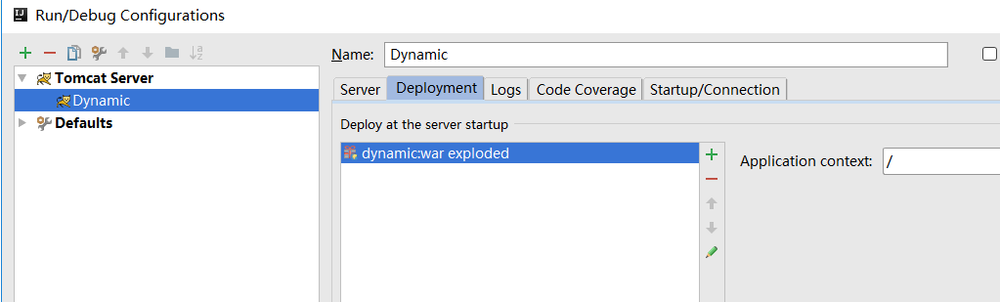 IJ Run/Debug Configurations
Name: Dynamic
Tomcat Server
Dynamic
Defaults
Server Deployment Logs Code Coverage Startup/Connection
Deploy at the server startup
dynamic:war exploded
Application context: /